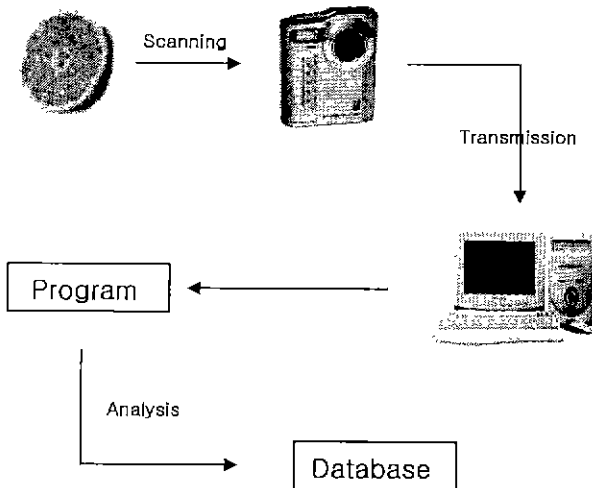 Scanning
Transmission
Program
Analysis
Database